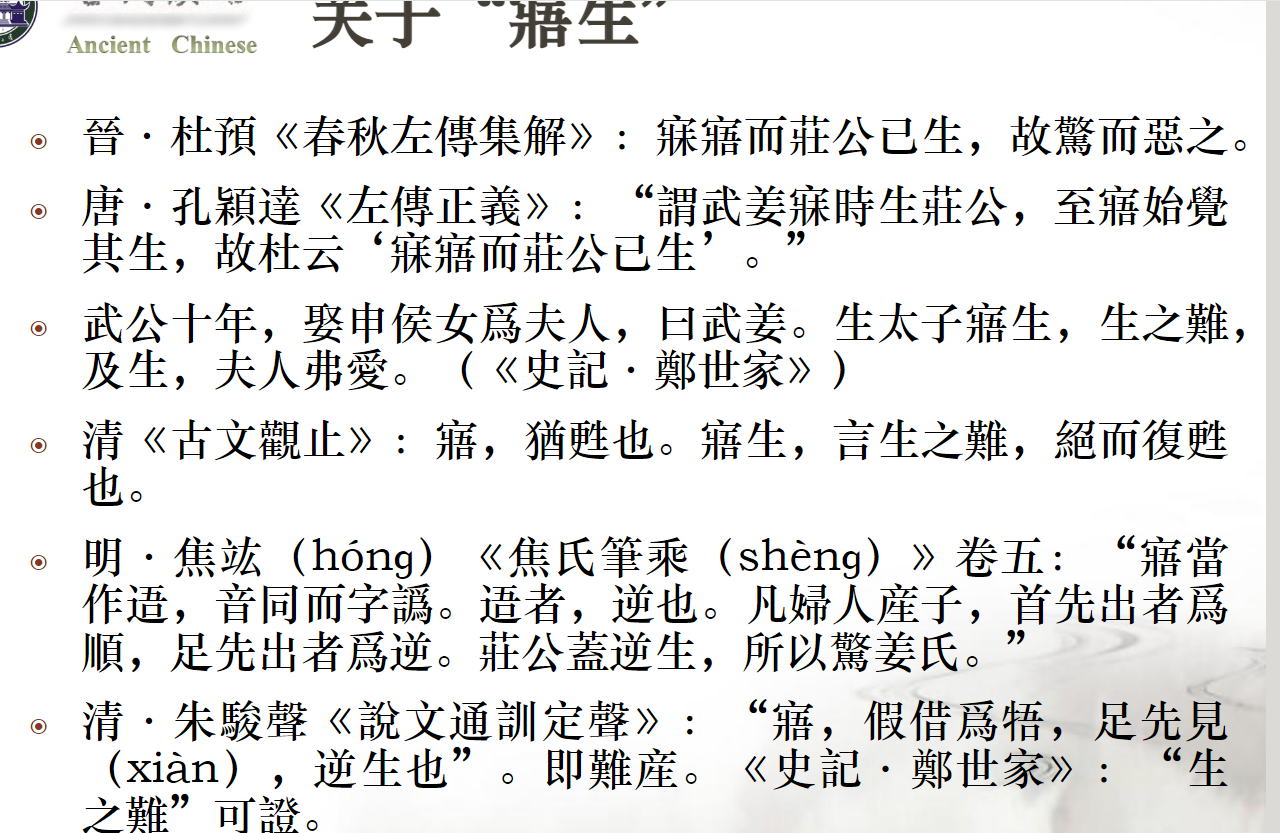 Ancient Chinese
关于“寤生”
晉·杜預《春秋左傳集解》:寐寤而莊公已生,故驚而惡之。
唐·孔穎達《左傳正義》:“謂武姜寐時生莊公,至寤始覺
其生,故杜云‘寐寤而莊公已生’。”
武公十年,娶申侯女爲夫人,曰武姜。生太子寤生,生之難,
及生,夫人弗愛。(《史記·鄭世家》)
清《古文觀止》:寤,猶甦也。寤生,言生之難,絕而復甦
也。
明·焦竑(hóng)《焦氏筆乘(shèng)》卷五:“寤當
作逜,音同而字譌。逜者,逆也。凡婦人産子,首先出者爲
順,足先出者爲逆。莊公蓋逆生,所以驚姜氏。”
清·朱駿聲《說文通訓定聲》:“寤,假借爲牾,足先見
(xiàn),逆生也”。即難産。《史記·鄭世家》:“生
之難”可證。